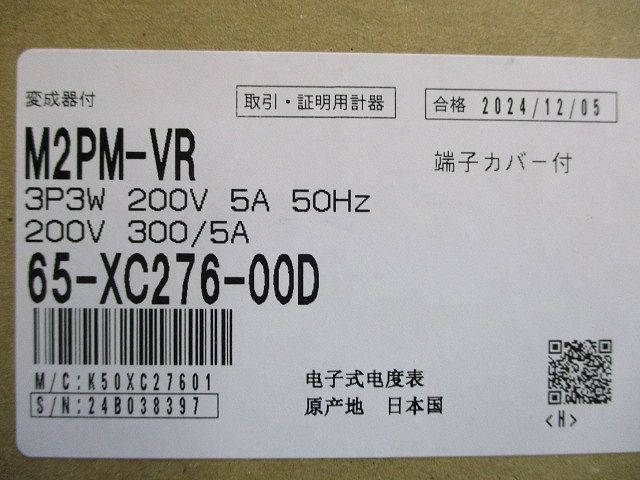 変成器付
取引・証明用計器
合格 2024/12/05
M2PM-VR
端子カバー付
3P3W 200V 5A 50Hz
200V 300/5A
65-XC276-00D
M/C:K50XC27601
S/N:24B038397
电子式电度表
原产地 日本国
<H>